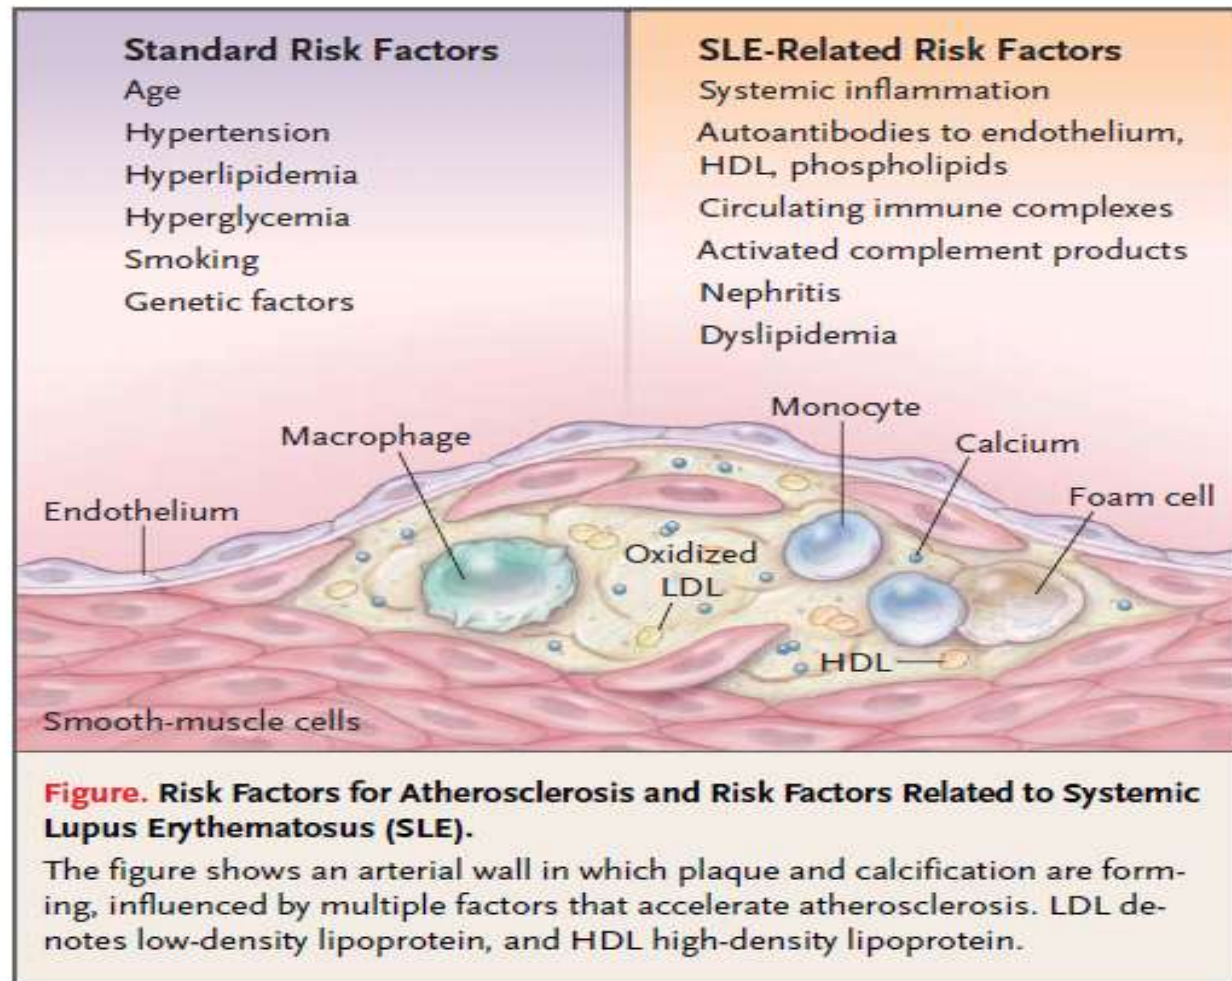 Standard Risk Factors
Age
Hypertension
Hyperlipidemia
Hyperglycemia
Smoking
Genetic factors
SLE-Related Risk Factors
Systemic inflammation
Autoantibodies to endothelium,
HDL, phospholipids
Circulating immune complexes
Activated complement products
Nephritis
Dyslipidemia
Monocyte
Macrophage
Calcium
Foam cell
Endothelium
Oxidized
LDL
HDL
Smooth-muscle cells
Figure. Risk Factors for Atherosclerosis and Risk Factors Related to Systemic
Lupus Erythematosus (SLE).
The figure shows an arterial wall in which plaque and calcification are form-
ing, influenced by multiple factors that accelerate atherosclerosis. LDL de-
notes low-density lipoprotein, and HDL high-density lipoprotein.